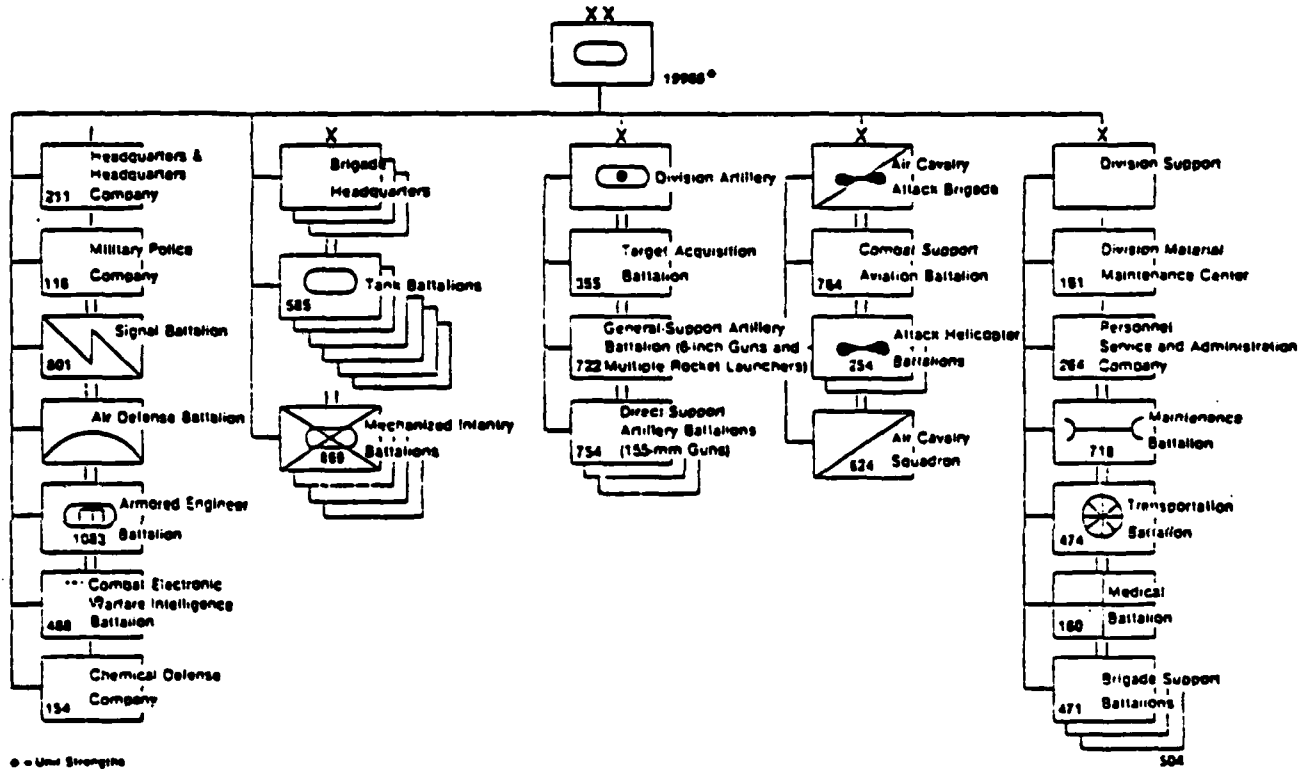 XX
19966
Headquarters &
Headquarters
Company
211
Military Police
Company
116
Signal Battalion
801
Air Defense Battalion
Armored Engineer
Battalion
1083
Combat Electronic
Warfare Intelligence
Battalion
488
Chemical Defense
Company
154
X
Brigade
Headquarters
Tank Battalions
585
Mechanized Infantry
Battalions
869
X
Division Artillery
Target Acquisition
Battalion
355
General-Support Artillery
Battalion (8-inch Guns and
Multiple Rocket Launchers)
722
Direct Support
Artillery Battalions
(155-mm Guns)
754
X
Air Cavalry
Attack Brigade
Combat Support
Aviation Battalion
764
Attack Helicopter
Battalions
254
Air Cavalry
Squadron
624
X
Division Support
Division Material
Maintenance Center
161
Personnel
Service and Administration
Company
264
Maintenance
Battalion
718
Transportation
Battalion
474
Medical
Battalion
160
Brigade Support
Battalions
471
504
= Unit Strengths